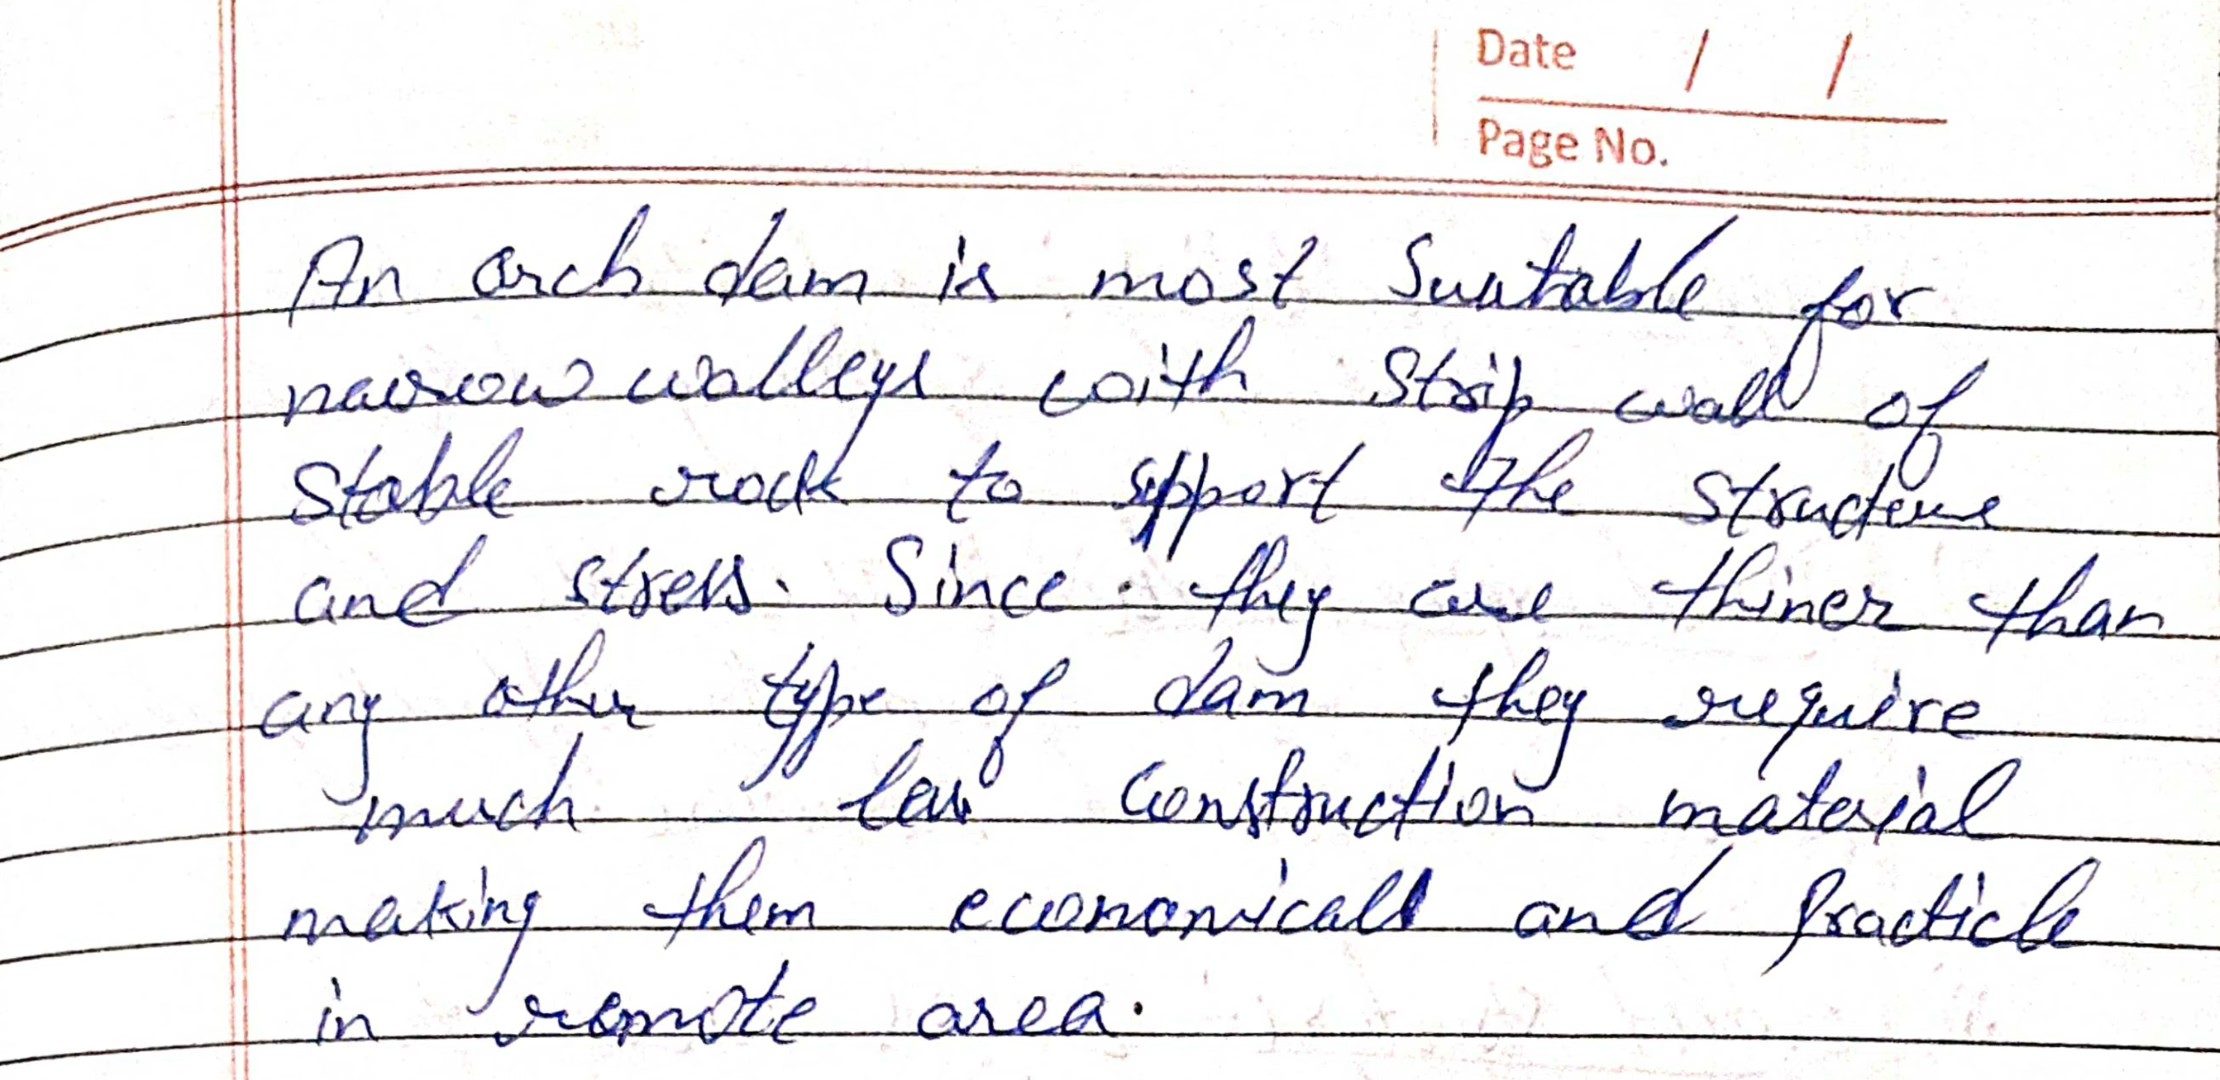 Date / /
Page No.
An arch dam is most Suitable for
narrow walleys with Strip wall of
Stable rock to support the Structure
and stress. Since they are thiner than
any other type of dam they require
much less Construction material
making them economicall and Practicle
in remote area.